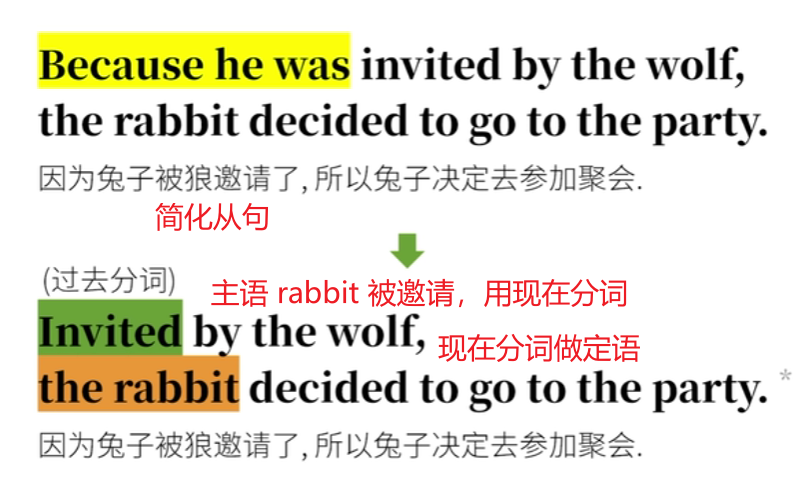 Because he was invited by the wolf,
the rabbit decided to go to the party.
因为兔子被狼邀请了, 所以兔子决定去参加聚会.
简化从句
(过去分词)
主语 rabbit 被邀请，用现在分词
Invited by the wolf,
现在分词做定语
the rabbit decided to go to the party. *
因为兔子被狼邀请了, 所以兔子决定去参加聚会.